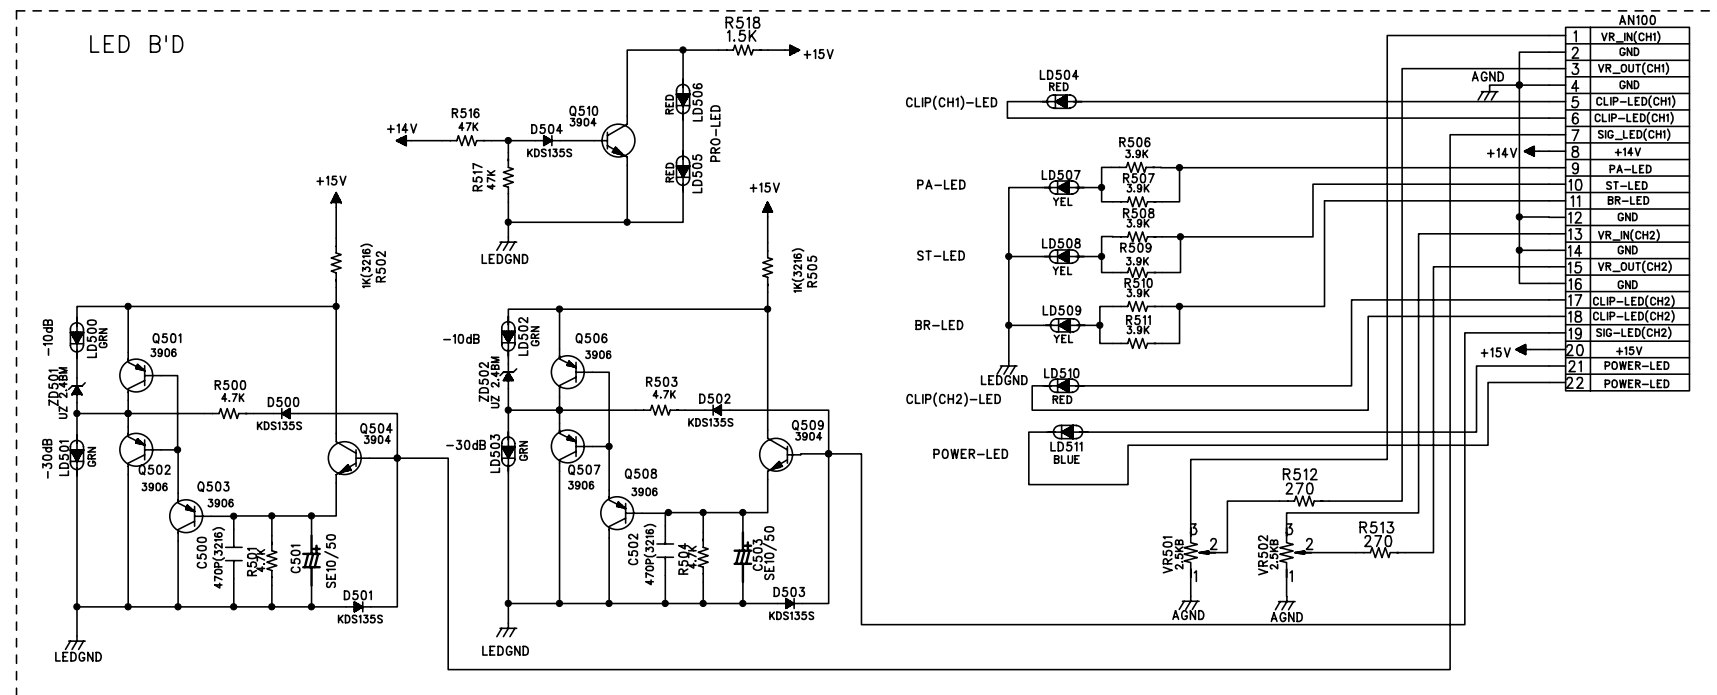 LED B'D
R518
1.5K
+15V
RED
LD506
PRO-LED
RED
LD505
R516
47K
+14V
D504
KDS135S
Q510
3904
R517
47K
LEDGND
+15V
1K(3216)
R502
-10dB
LD500
GRN
ZD501
UZ 2.4BM
-30dB
LD501
GRN
Q501
3906
R500
4.7K
D500
KDS135S
Q504
3904
Q502
3906
Q503
3906
C500
470P(3216)
R501
4.7K
C501
SE10/50
D501
KDS135S
LEDGND
+15V
1K(3216)
R505
-10dB
LD502
GRN
ZD502
UZ 2.4BM
-30dB
LD503
GRN
Q506
3906
R503
4.7K
D502
KDS135S
Q509
3904
Q507
3906
Q508
3906
C502
470P(3216)
R504
4.7K
C503
SE10/50
D503
KDS135S
LEDGND
CLIP(CH1)-LED
LD504
RED
PA-LED
LD507
YEL
R506
3.9K
R507
3.9K
ST-LED
LD508
YEL
R508
3.9K
R509
3.9K
BR-LED
LD509
YEL
R510
3.9K
R511
3.9K
LEDGND
CLIP(CH2)-LED
LD510
RED
POWER-LED
LD511
BLUE
R512
270
R513
270
VR501
2.5KB
3
2
1
AGND
VR502
2.5KB
3
2
1
AGND
AGND
+14V
+15V
AN100
1 VR_IN(CH1)
2 GND
3 VR_OUT(CH1)
4 GND
5 CLIP-LED(CH1)
6 CLIP-LED(CH1)
7 SIG_LED(CH1)
8 +14V
9 PA-LED
10 ST-LED
11 BR-LED
12 GND
13 VR_IN(CH2)
14 GND
15 VR_OUT(CH2)
16 GND
17 CLIP-LED(CH2)
18 CLIP-LED(CH2)
19 SIG-LED(CH2)
20 +15V
21 POWER-LED
22 POWER-LED